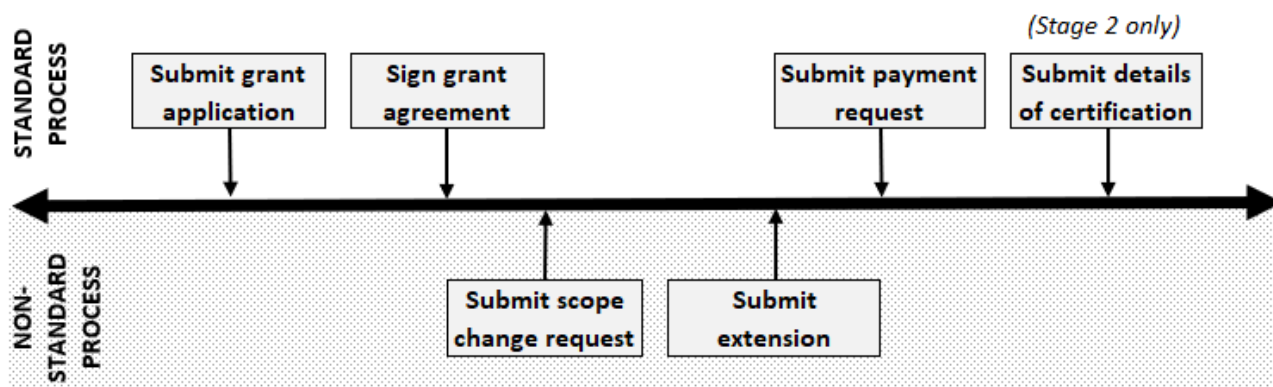 STANDARD
PROCESS
(Stage 2 only)
Submit grant
application
Sign grant
agreement
Submit payment
request
Submit details
of certification
NON-
STANDARD
PROCESS
Submit scope
change request
Submit
extension